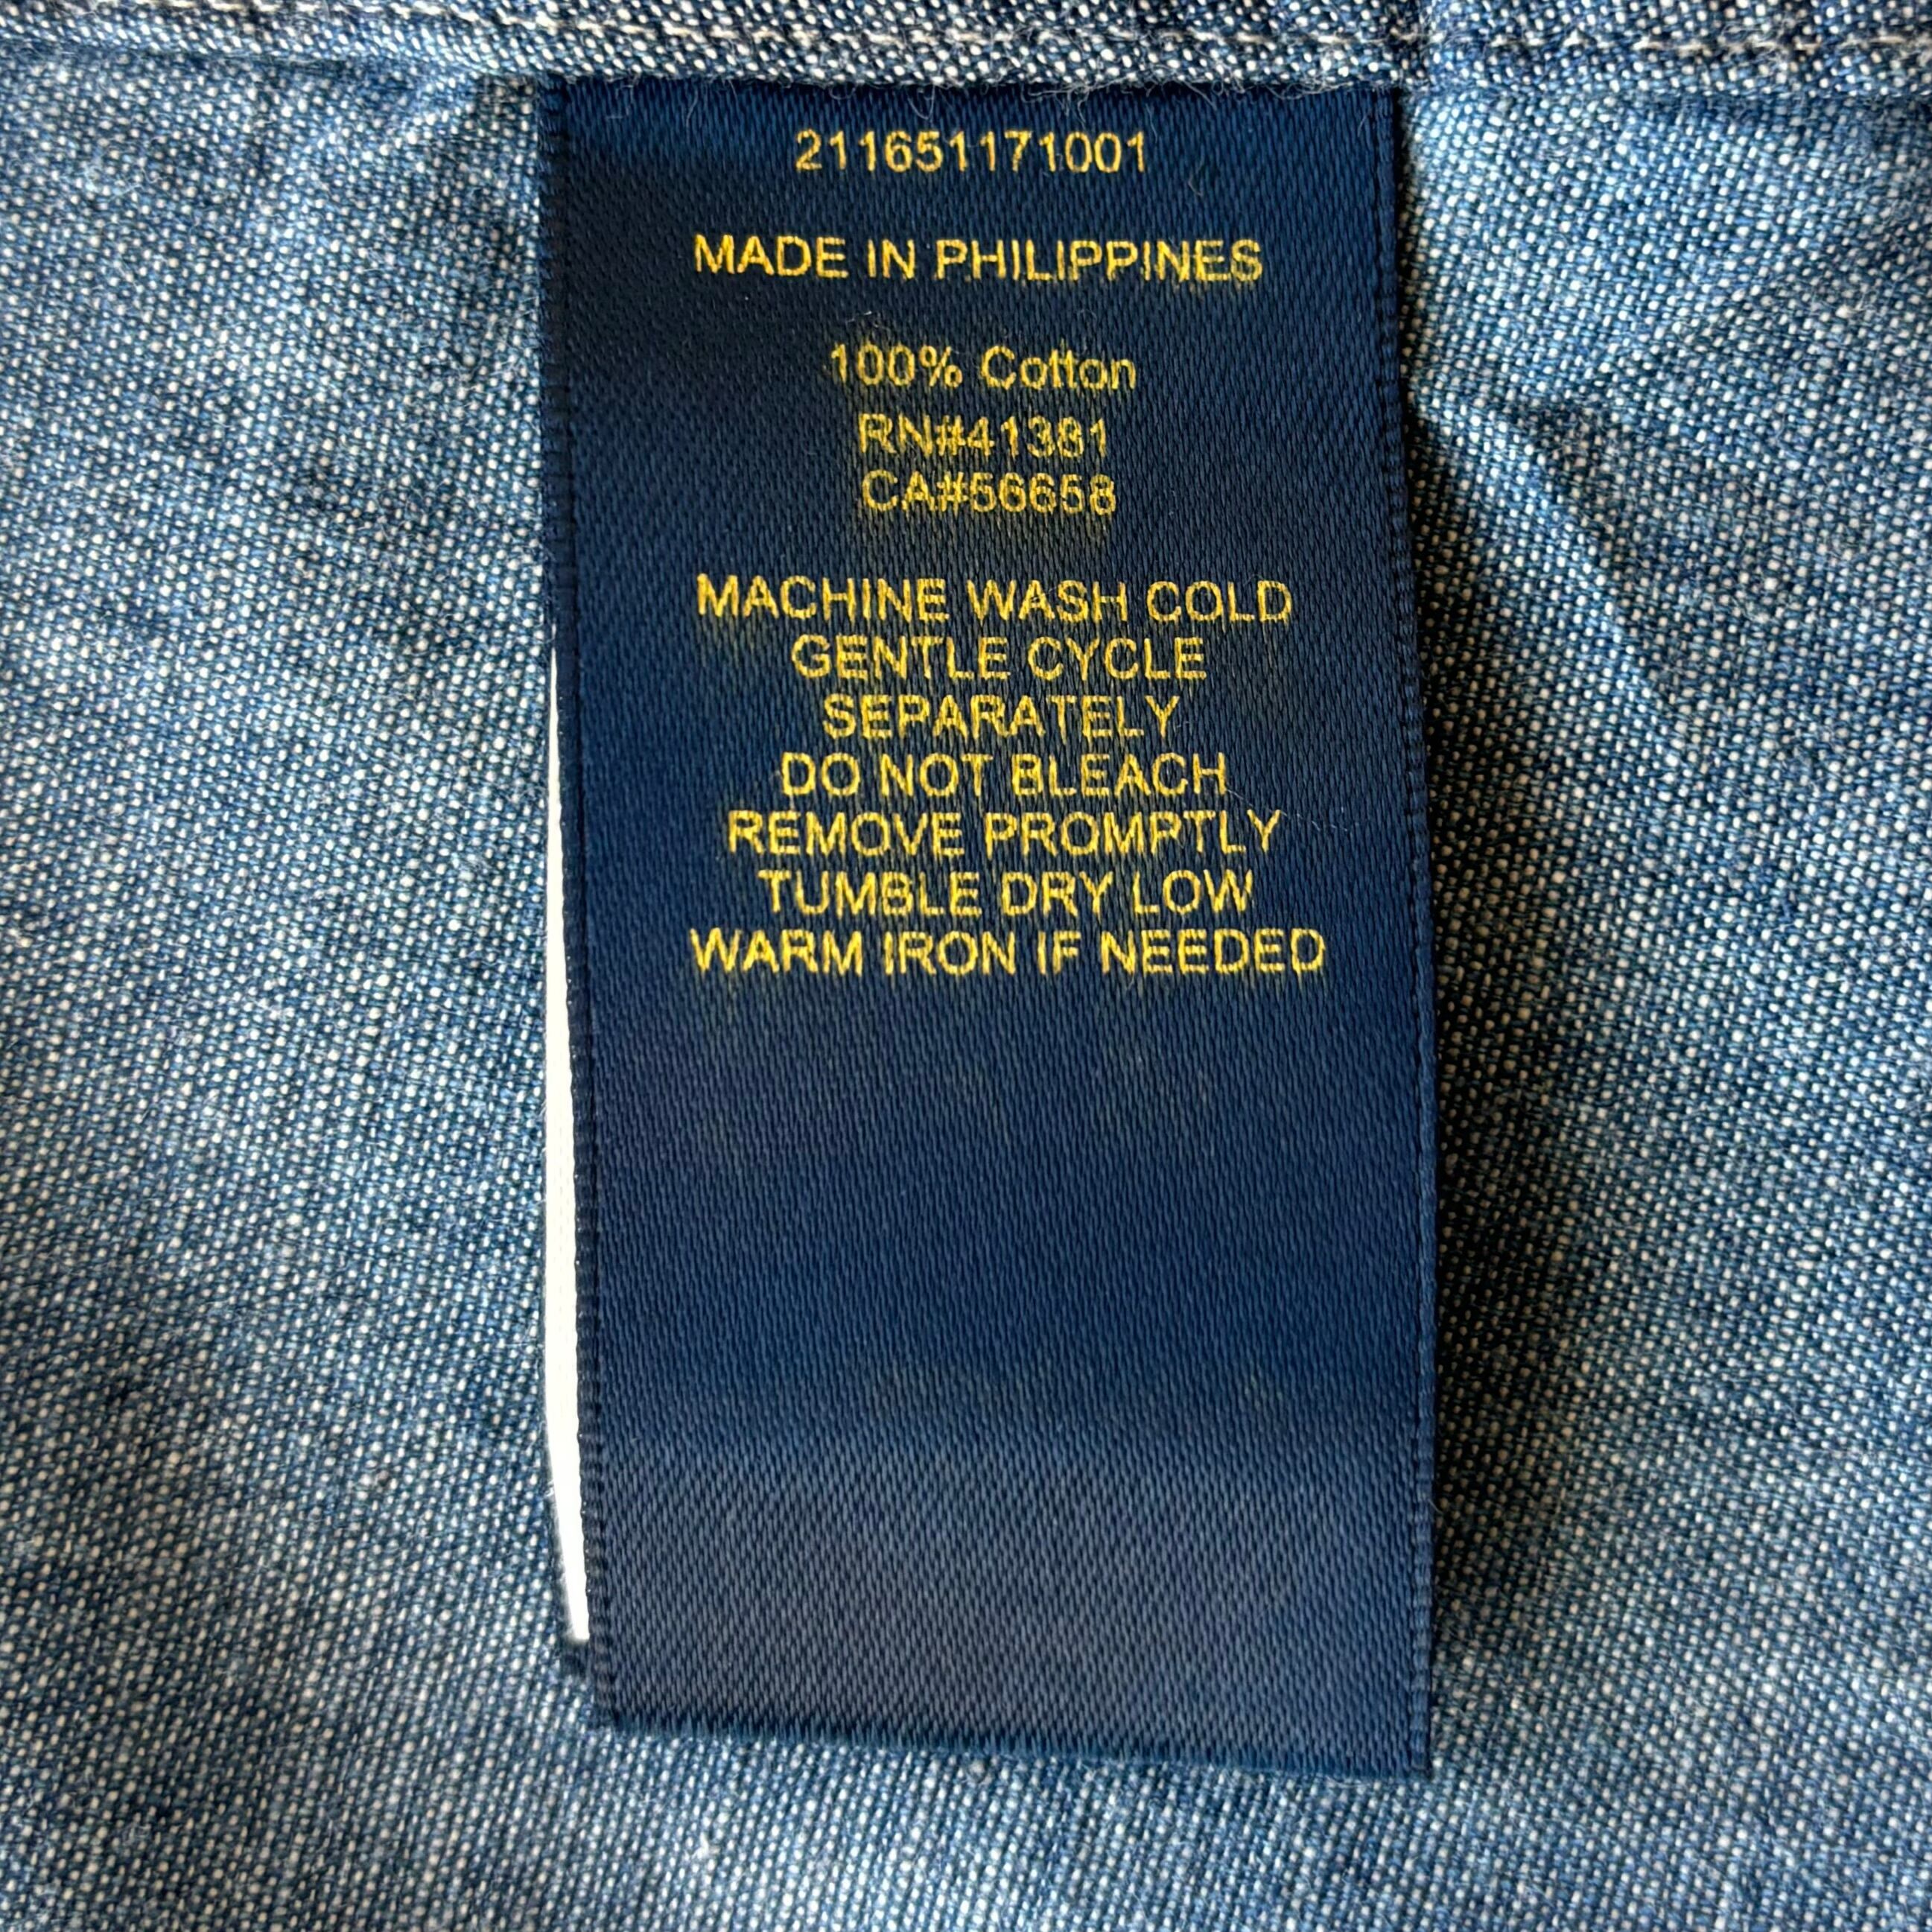 211651171001
MADE IN PHILIPPINES
100% Cotton
RN#41381
CA#56658
MACHINE WASH COLD
GENTLE CYCLE
SEPARATELY
DO NOT BLEACH
REMOVE PROMPTLY
TUMBLE DRY LOW
WARM IRON IF NEEDED